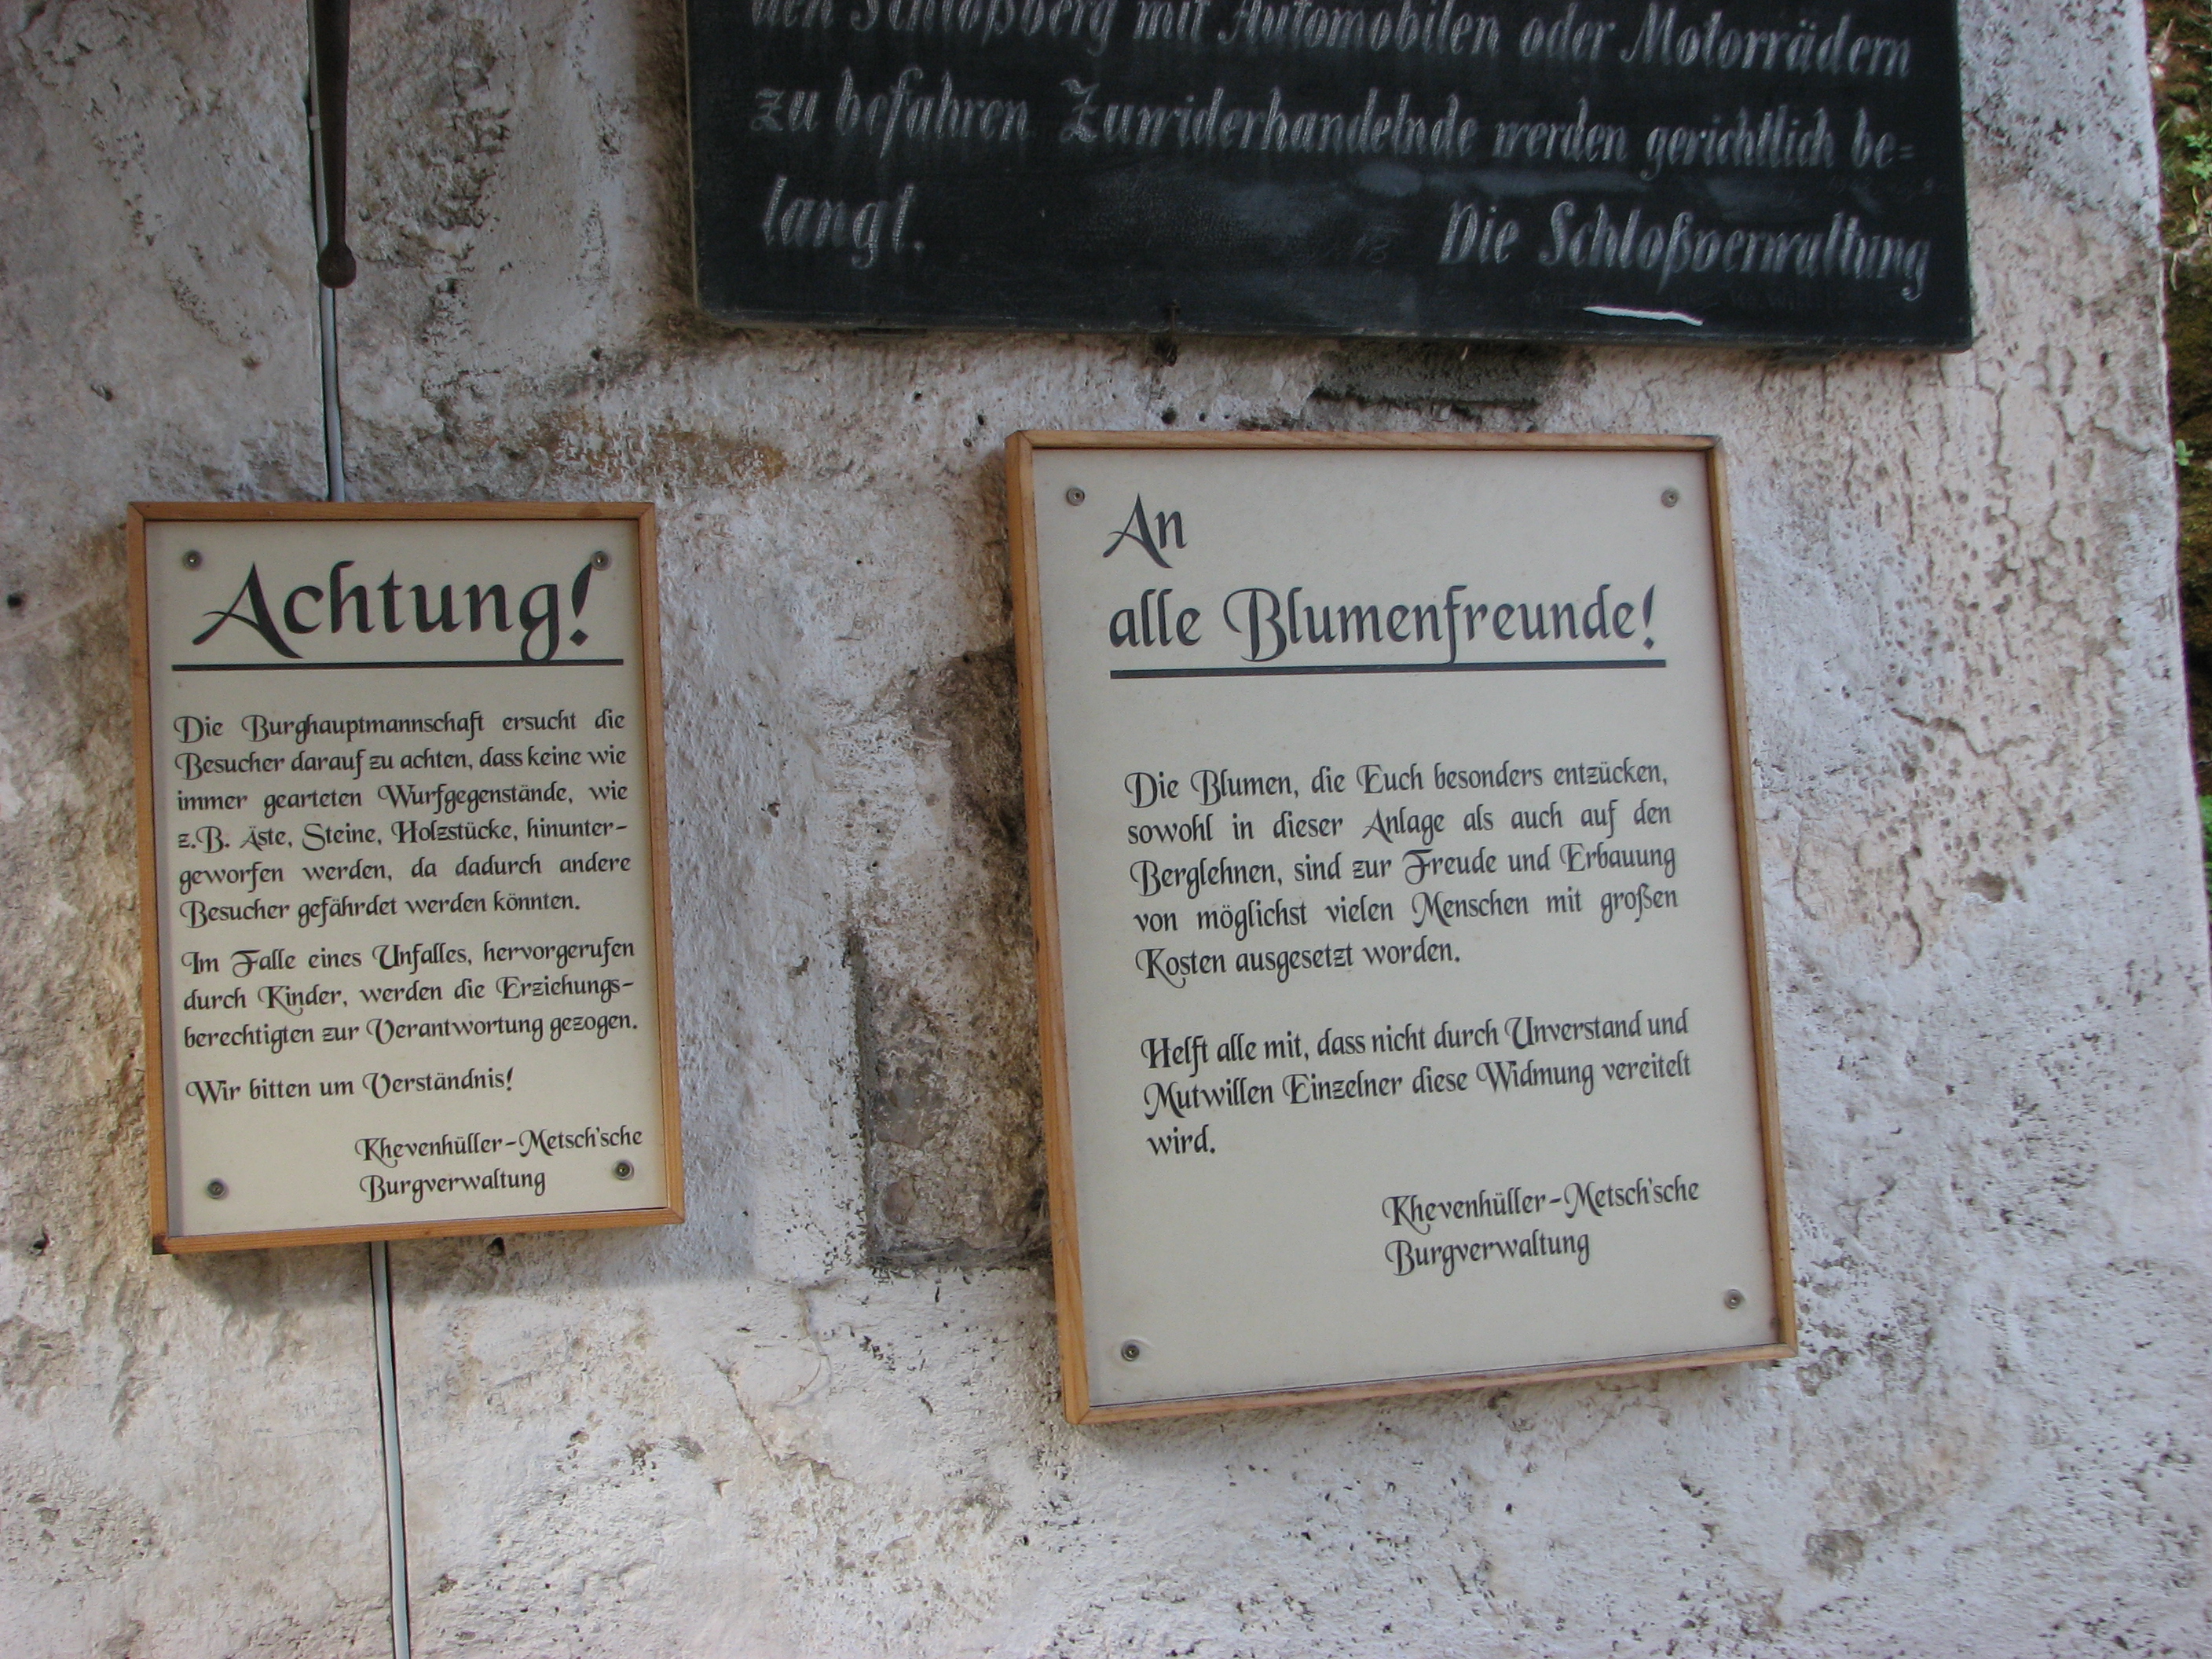 den Schloßberg mit Automobilen oder Motorrädern
zu befahren Zuwiderhandelnde werden gerichtlich be=
langt.
Die Schloßverwaltung
Achtung!
Die Burghauptmannschaft ersucht die
Besucher darauf zu achten, dass keine wie
immer gearteten Wurfgegenstände, wie
z.B. Äste, Steine, Holzstücke, hinunter-
geworfen werden, da dadurch andere
Besucher gefährdet werden könnten.
Im Falle eines Unfalles, hervorgerufen
durch Kinder, werden die Erziehungs-
berechtigten zur Verantwortung gezogen.
Wir bitten um Verständnis!
Khevenhüller-Metsch'sche
Burgverwaltung
An
alle Blumenfreunde!
Die Blumen, die Euch besonders entzücken,
sowohl in dieser Anlage als auch auf den
Berglehnen, sind zur Freude und Erbauung
von möglichst vielen Menschen mit großen
Kosten ausgesetzt worden.
Helft alle mit, dass nicht durch Unverstand und
Mutwillen Einzelner diese Widmung vereitelt
wird.
Khevenhüller-Metsch'sche
Burgverwaltung